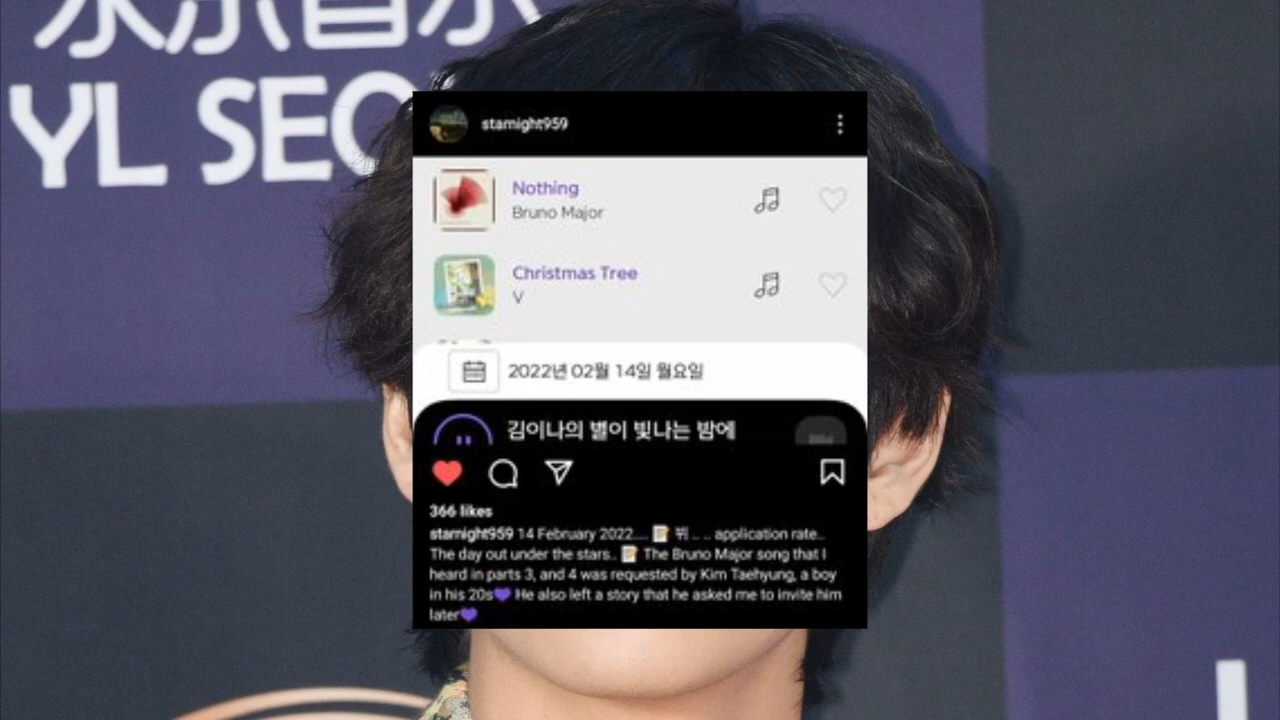 YL SEO
starnight959
Nothing
Bruno Major
Christmas Tree
V
2022년 02월 14일 월요일
김이나의 별이 빛나는 밤에
366 likes
starnight959 14 February 2022.... 📝 뷔 .. .. application rate..
The day out under the stars.. 📝 The Bruno Major song that I
heard in parts 3, and 4 was requested by Kim Taehyung, a boy
in his 20s💜 He also left a story that he asked me to invite him
later💜